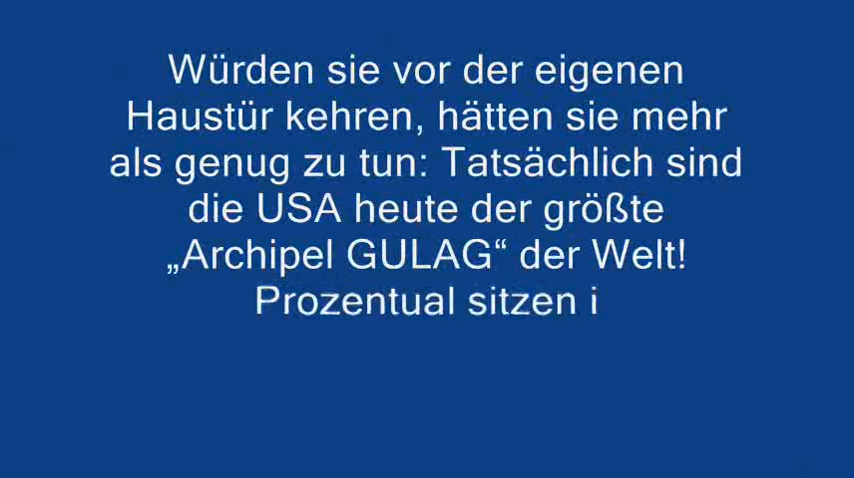 Würden sie vor der eigenen
Haustür kehren, hätten sie mehr
als genug zu tun: Tatsächlich sind
die USA heute der größte
„Archipel GULAG“ der Welt!
Prozentual sitzen i